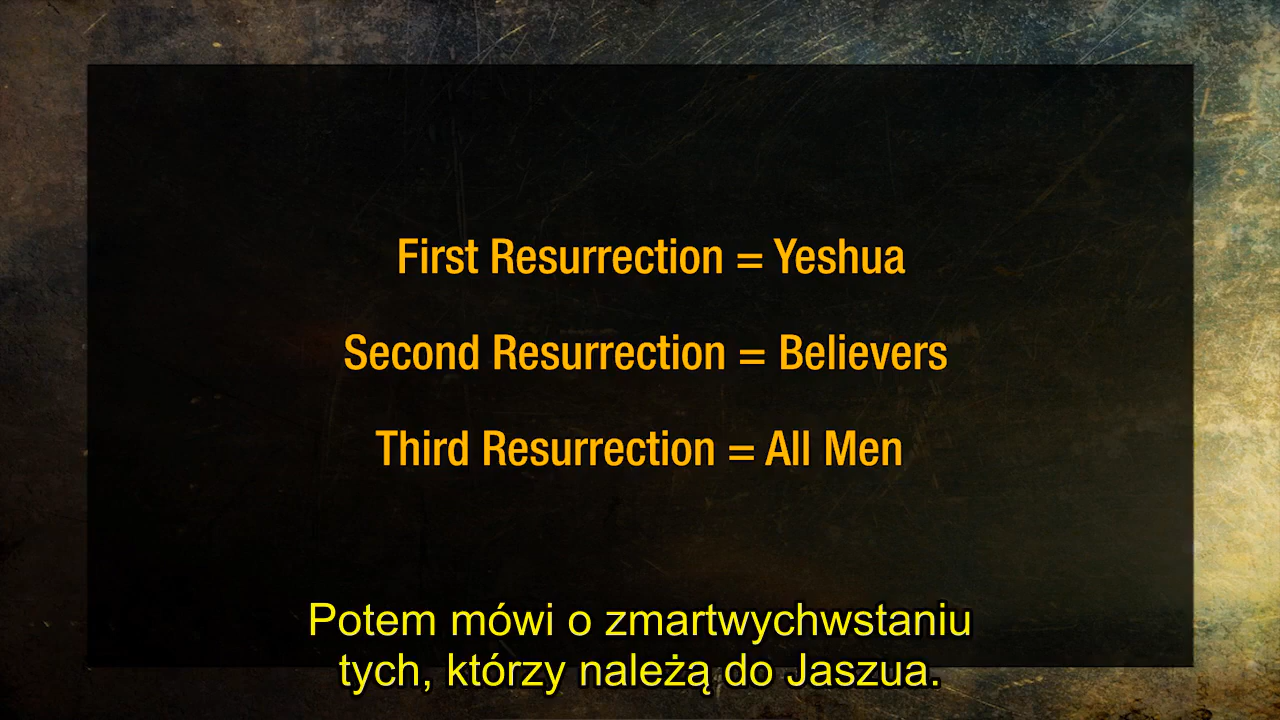 First Resurrection = Yeshua
Second Resurrection = Believers
Third Resurrection = All Men
Potem mówi o zmartwychwstaniu
tych, którzy należą do Jaszua.